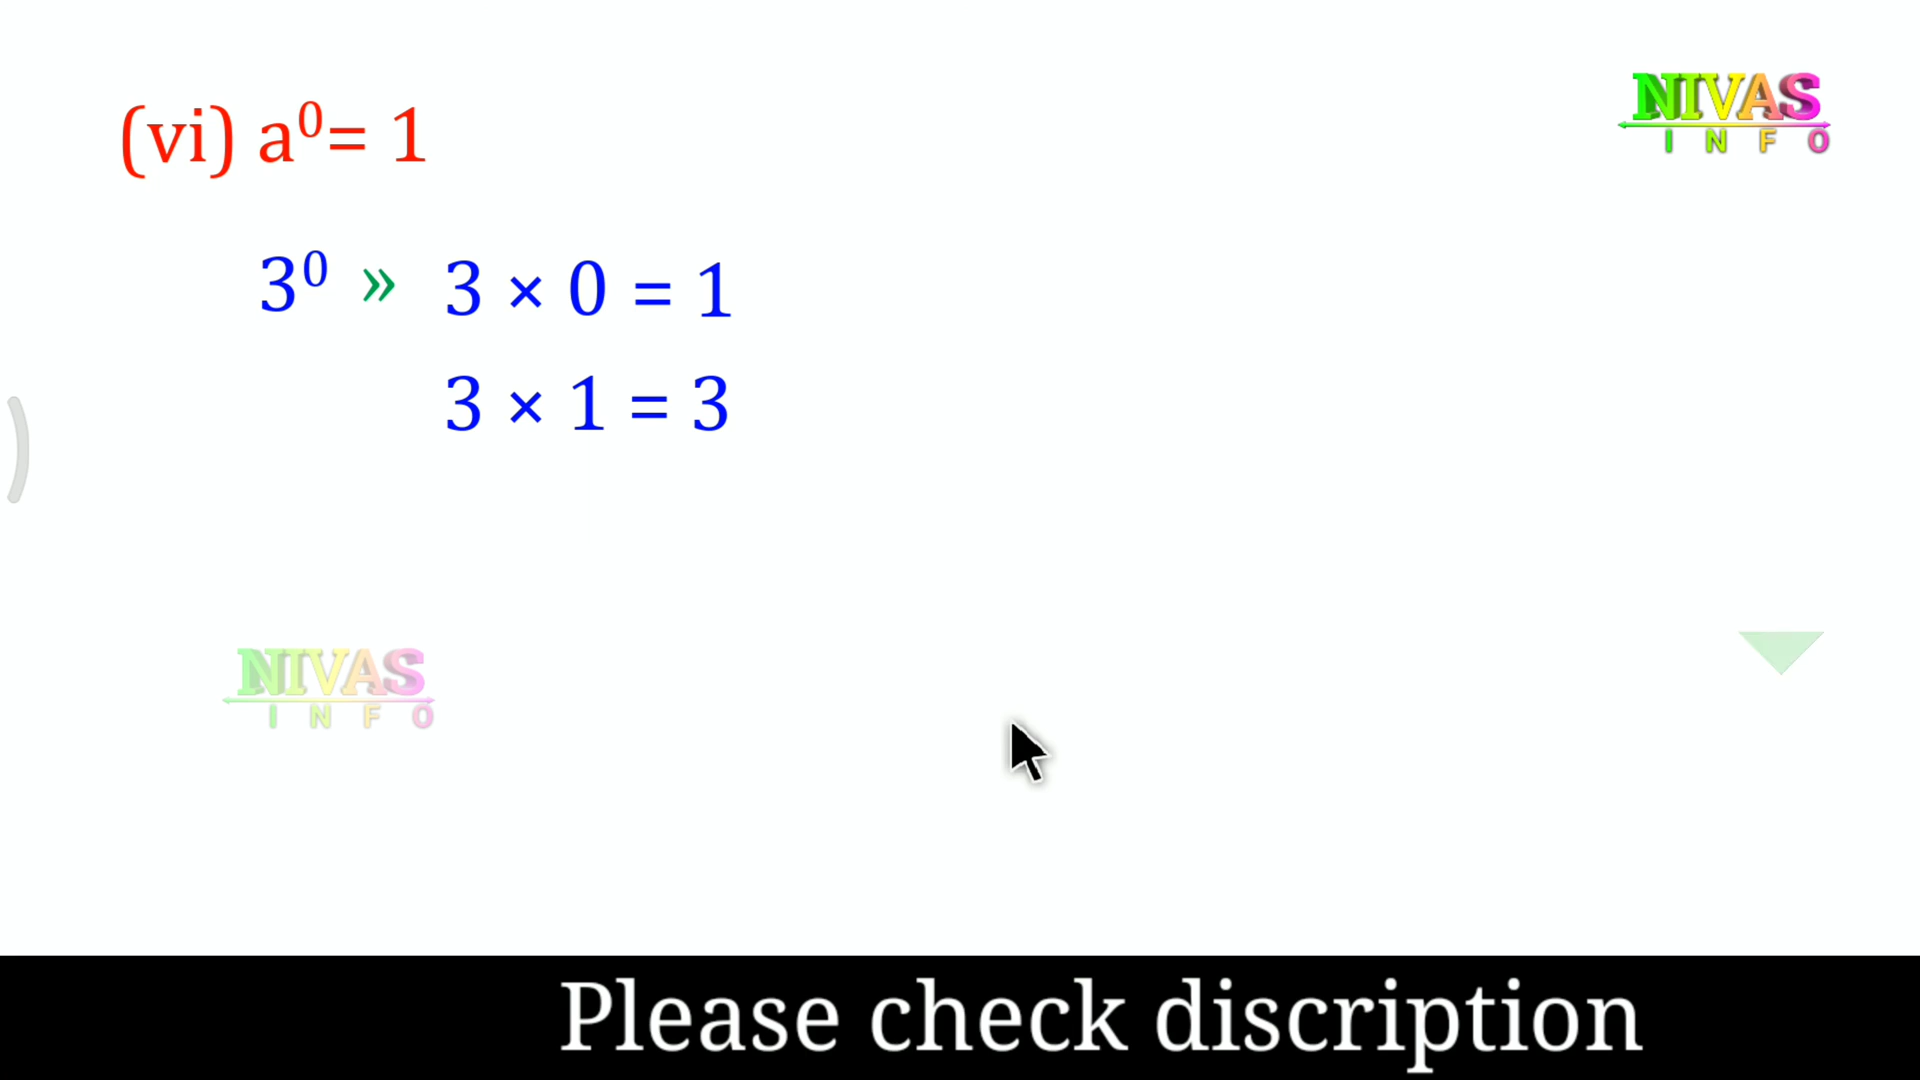 (vi) a⁰= 1
NIVAS
INFO
3⁰ » 3 × 0 = 1
3 × 1 = 3
NIVAS
INFO
Please check discription